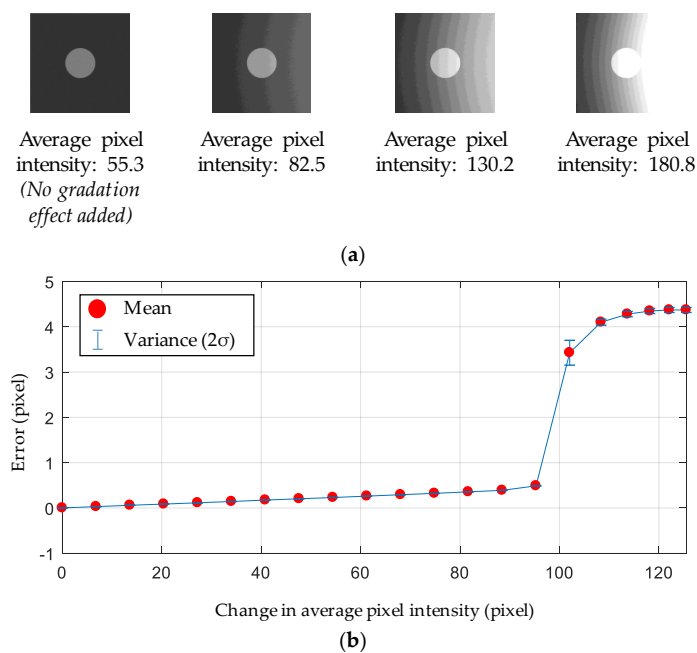 Average pixel intensity: 55.3 (No gradation effect added)
Average pixel intensity: 82.5
Average pixel intensity: 130.2
Average pixel intensity: 180.8
(a)
5
4
3
2
1
0
-1
Error (pixel)
Mean
Variance (2σ)
0 20 40 60 80 100 120
Change in average pixel intensity (pixel)
(b)